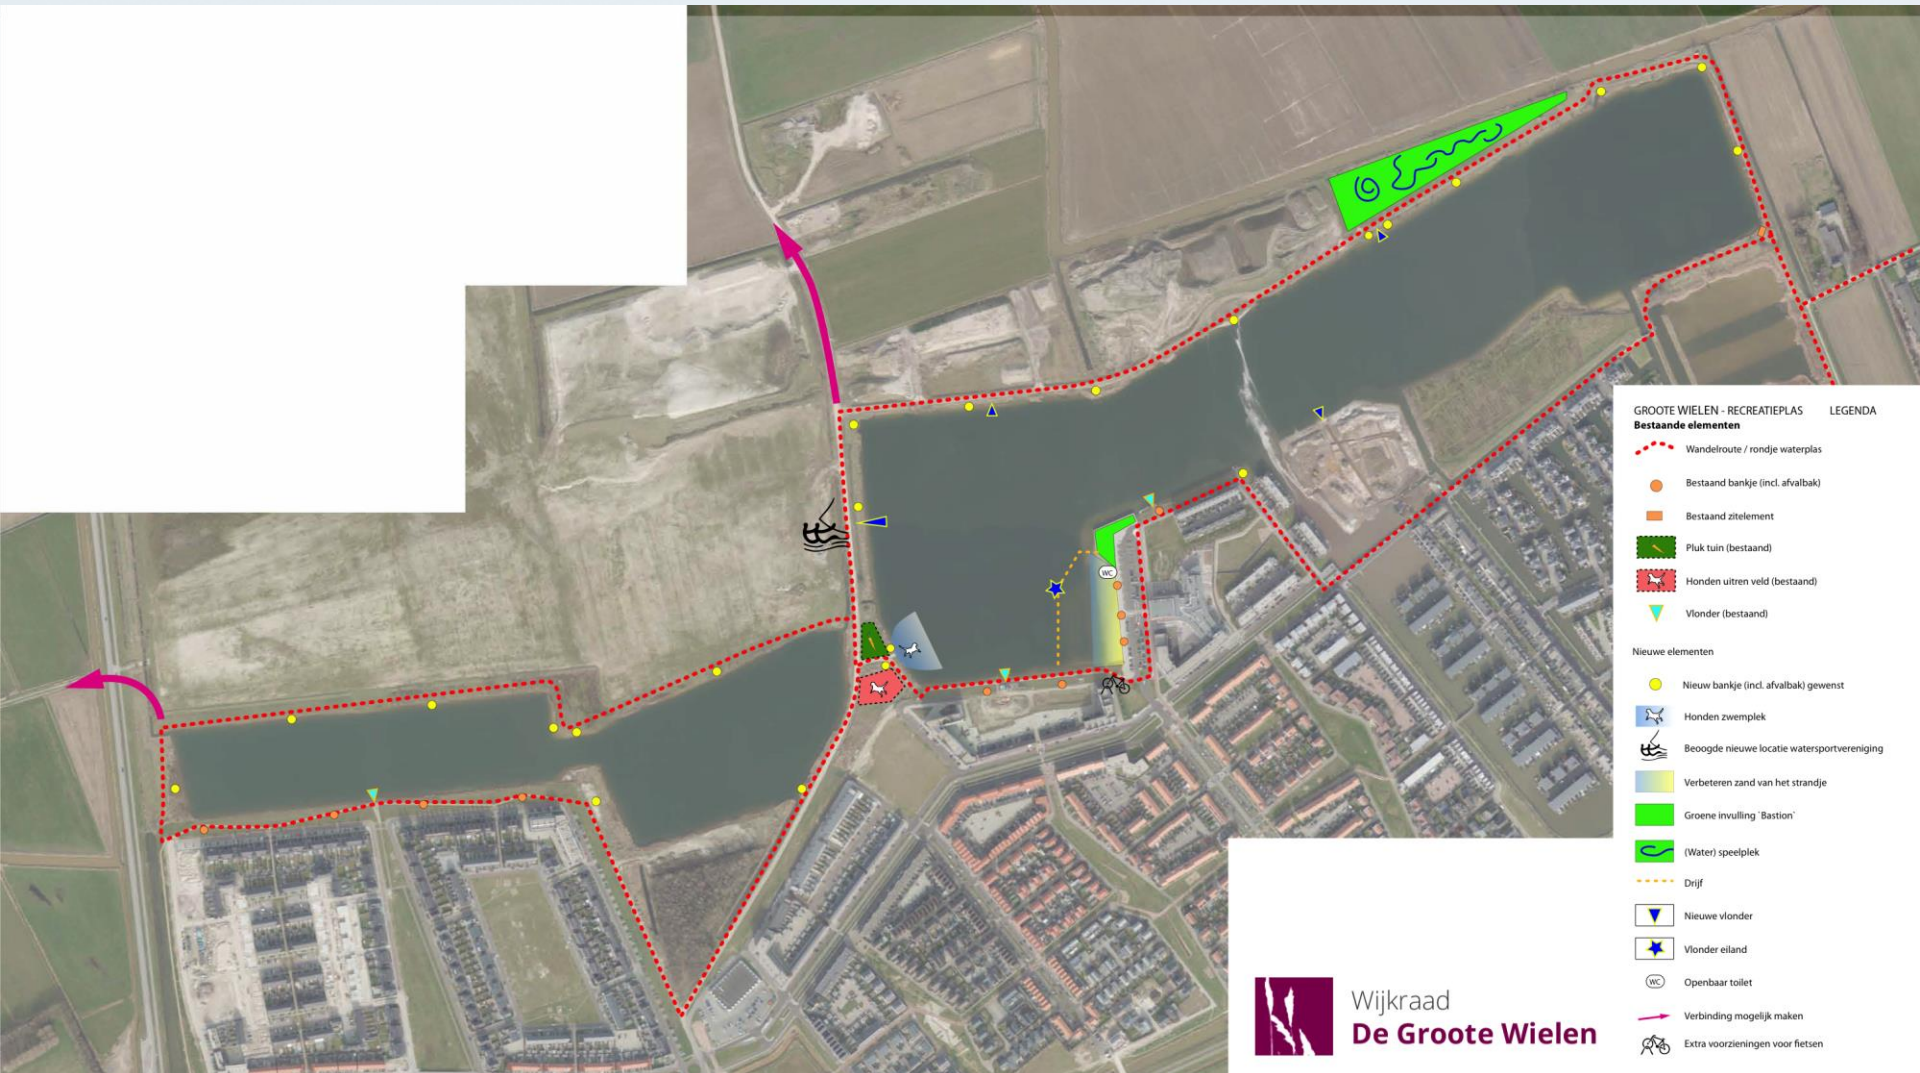 WC
GROOTE WIELEN - RECREATIEPLAS LEGENDA
Bestaande elementen
Wandelroute / rondje waterplas
Bestaand bankje (incl. afvalbak)
Bestaand zitelement
Pluk tuin (bestaand)
Honden uitren veld (bestaand)
Vlonder (bestaand)
Nieuwe elementen
Nieuw bankje (incl. afvalbak) gewenst
Honden zwemplek
Beoogde nieuwe locatie watersportvereniging
Verbeteren zand van het strandje
Groene invulling 'Bastion'
(Water) speelplek
Drijf
Nieuwe vlonder
Vlonder eiland
WC Openbaar toilet
Verbinding mogelijk maken
Extra voorzieningen voor fietsen
Wijkraad
De Groote Wielen